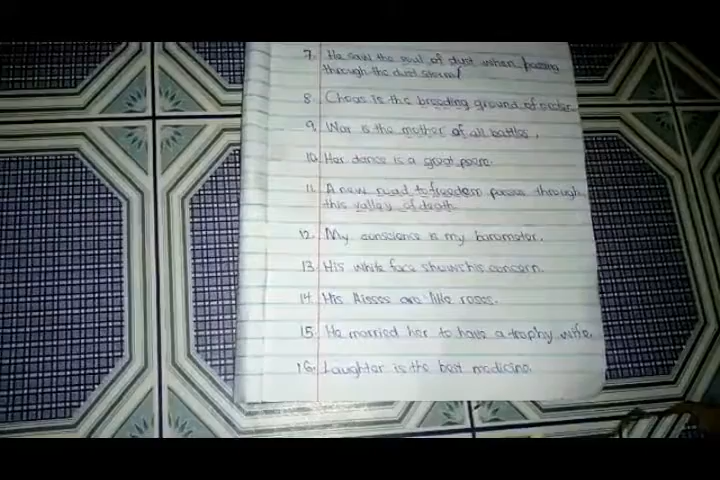 7. He saw the soul of dust when passing
through the dust storm
8. Choas is the breeding ground of order.
9. War is the mother of all battles.
10. Her dance is a great poem.
11. A new road to freedom passes through
this valley of death.
12. My conscience is my barometer.
13. His white face shows his concern.
14. His kisses are like roses.
15. He married her to have a trophy wife.
16. Laughter is the best medicine.